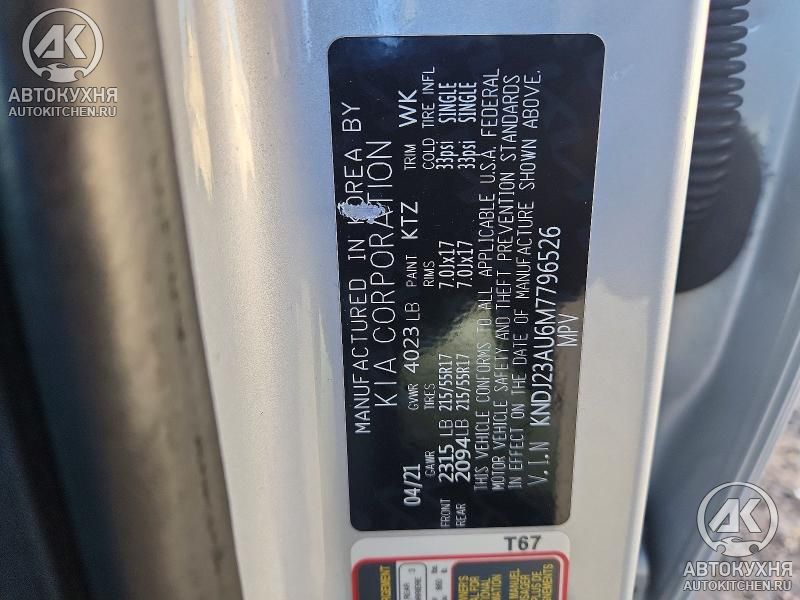 AK
АВТОКУХНЯ
AUTOKITCHEN.RU
MANUFACTURED IN KOREA BY
KIA CORPORATION
04/21 GVWR 4023 LB PAINT KTZ TRIM WK
GAWR TIRES RIMS COLD TIRE INFL
FRONT 2315 LB 215/55R17 7.0Jx17 33psi SINGLE
REAR 2094 LB 215/55R17 7.0Jx17 33psi SINGLE
THIS VEHICLE CONFORMS TO ALL APPLICABLE U.S.A. FEDERAL
MOTOR VEHICLE SAFETY AND THEFT PREVENTION STANDARDS
IN EFFECT ON THE DATE OF MANUFACTURE SHOWN ABOVE.
V.I.N KNDJ23AU6M7796526
MPV
T67
REAR
AK
АВТОКУХНЯ
AUTOKITCHEN.RU